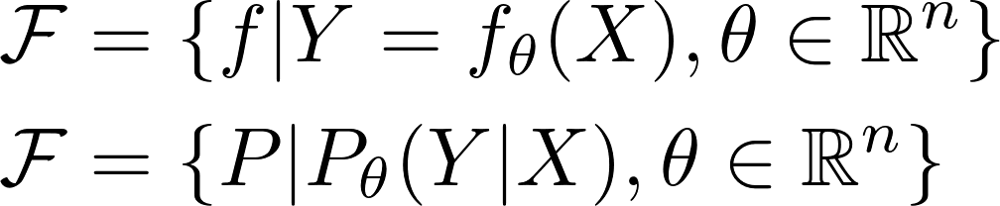 ℱ = {f|Y = f_θ(X), θ ∈ ℝⁿ}
ℱ = {P|P_θ(Y|X), θ ∈ ℝⁿ}